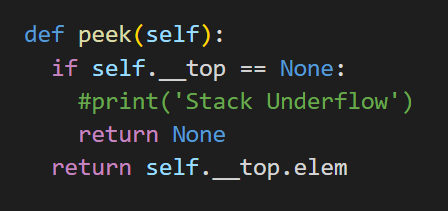 def peek(self):
  if self.__top == None:
    #print('Stack Underflow')
    return None
  return self.__top.elem